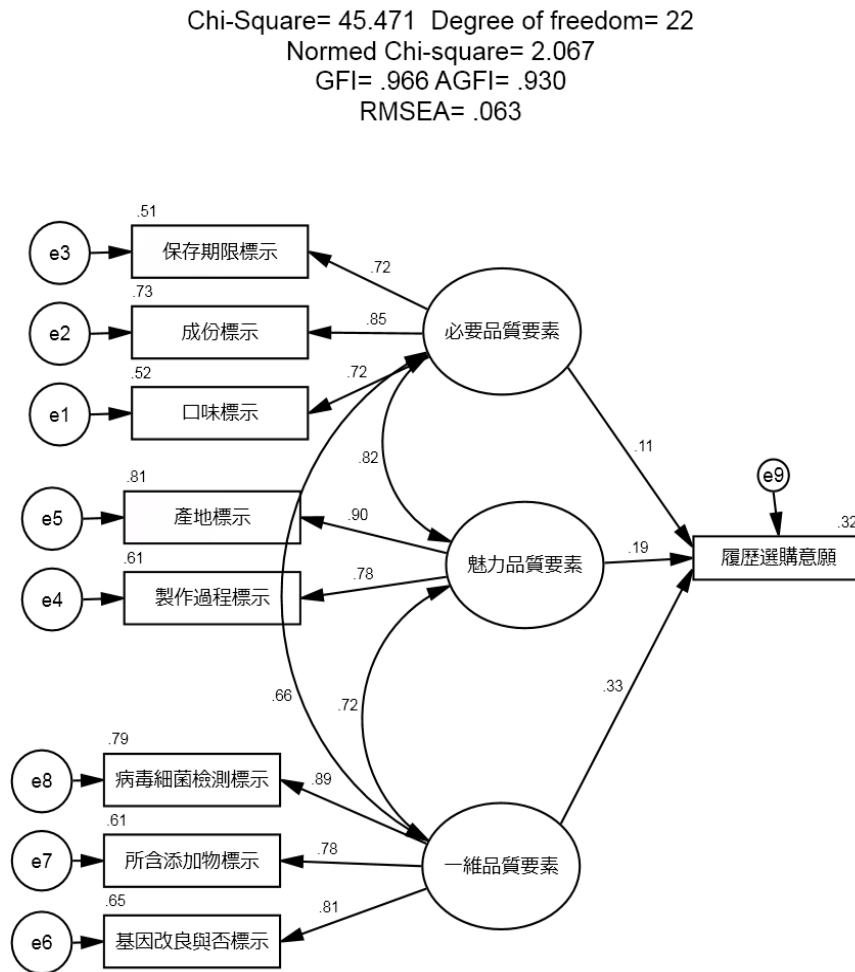 Chi-Square= 45.471 Degree of freedom= 22
Normed Chi-square= 2.067
GFI= .966 AGFI= .930
RMSEA= .063
.51
e3
保存期限標示
.72
.73
e2
成份標示
.85
必要品質要素
.52
e1
口味標示
.72
.11
.82
e9
.81
e5
產地標示
.90
.32
魅力品質要素
.19
履歷選購意願
.61
e4
製作過程標示
.78
.66
.72
.33
.79
e8
病毒細菌檢測標示
.89
.61
e7
所含添加物標示
.78
一維品質要素
.65
e6
基因改良與否標示
.81